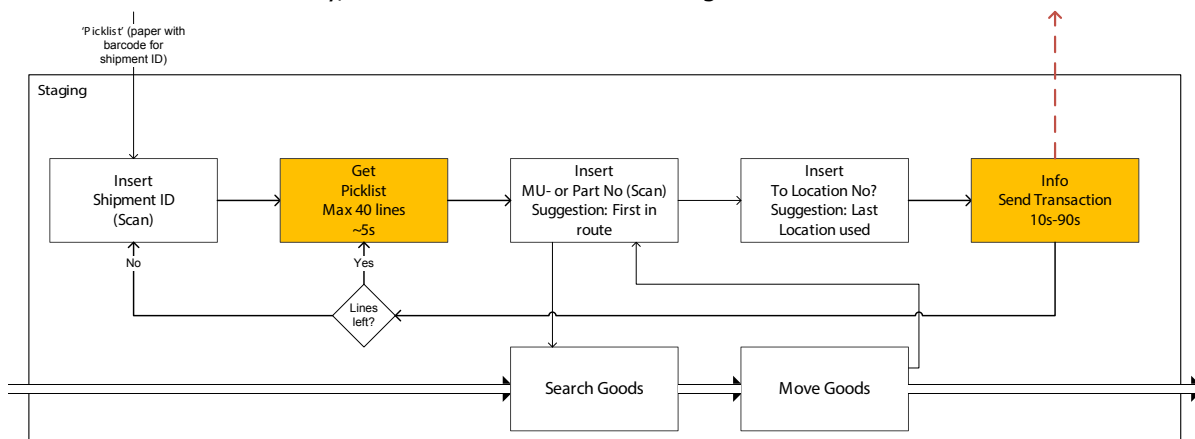 'Picklist' (paper with
barcode for
shipment ID)
Staging
Insert
Shipment ID
(Scan)
Get
Picklist
Max 40 lines
~5s
Insert
MU- or Part No (Scan)
Suggestion: First in
route
Insert
To Location No?
Suggestion: Last
Location used
Info
Send Transaction
10s-90s
No
Yes
Lines
left?
Search Goods
Move Goods